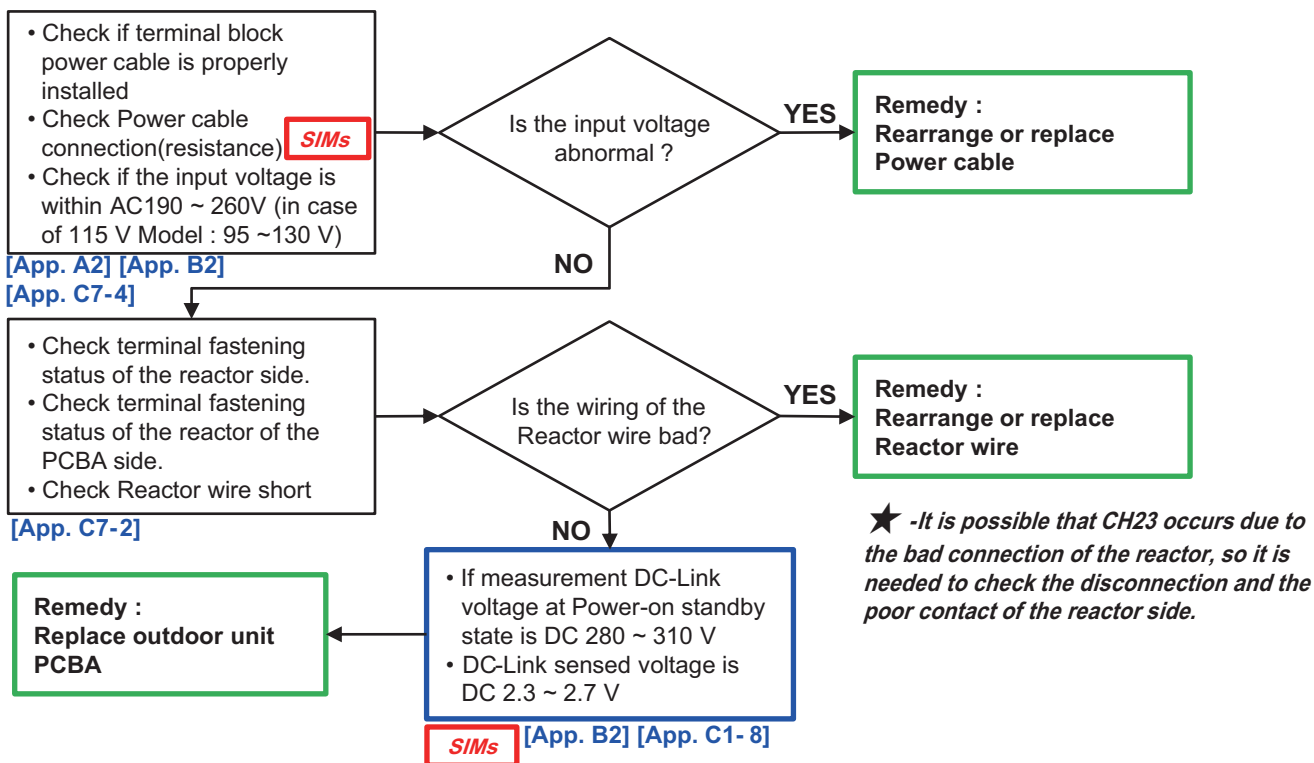 • Check if terminal block
power cable is properly
installed
• Check Power cable
connection(resistance)
SIMs
• Check if the input voltage is
within AC190 ~ 260V (in case
of 115 V Model : 95 ~130 V)
[App. A2] [App. B2]
[App. C7-4]
Is the input voltage
abnormal ?
YES
Remedy :
Rearrange or replace
Power cable
NO
• Check terminal fastening
status of the reactor side.
• Check terminal fastening
status of the reactor of the
PCBA side.
• Check Reactor wire short
[App. C7-2]
Is the wiring of the
Reactor wire bad?
YES
Remedy :
Rearrange or replace
Reactor wire
NO
★ -It is possible that CH23 occurs due to
the bad connection of the reactor, so it is
needed to check the disconnection and the
poor contact of the reactor side.
• If measurement DC-Link
voltage at Power-on standby
state is DC 280 ~ 310 V
• DC-Link sensed voltage is
DC 2.3 ~ 2.7 V
SIMs
[App. B2] [App. C1- 8]
Remedy :
Replace outdoor unit
PCBA